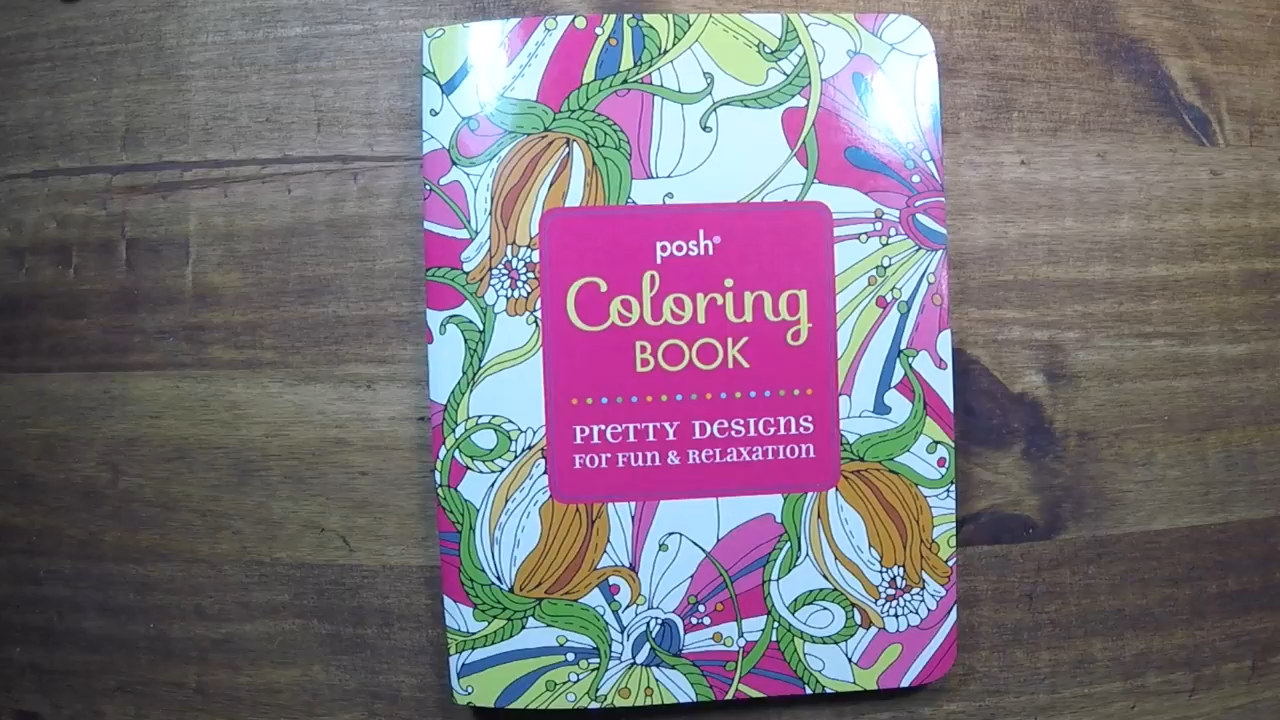 posh®
Coloring
BOOK
PRETTY DESIGNS
FOR FUN & RELAXATION